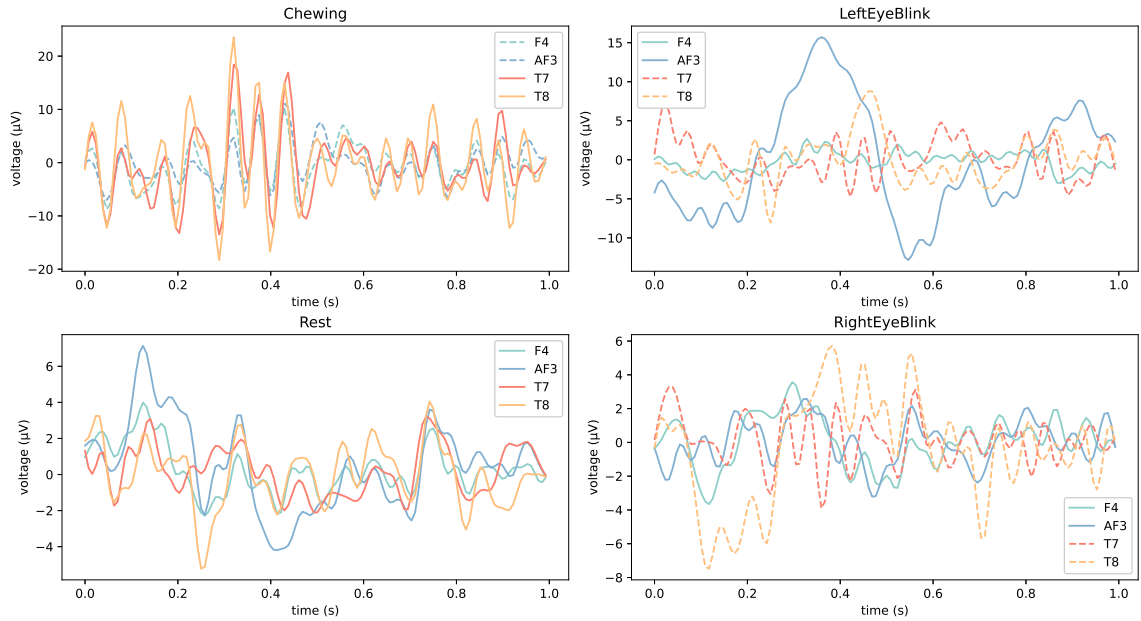 Chewing
20
10
0
−10
−20
voltage (μV)
0.0 0.2 0.4 0.6 0.8 1.0
time (s)
F4
AF3
T7
T8
LeftEyeBlink
15
10
5
0
−5
−10
voltage (μV)
0.0 0.2 0.4 0.6 0.8 1.0
time (s)
F4
AF3
T7
T8
Rest
6
4
2
0
−2
−4
voltage (μV)
0.0 0.2 0.4 0.6 0.8 1.0
time (s)
F4
AF3
T7
T8
RightEyeBlink
6
4
2
0
−2
−4
−6
−8
voltage (μV)
0.0 0.2 0.4 0.6 0.8 1.0
time (s)
F4
AF3
T7
T8